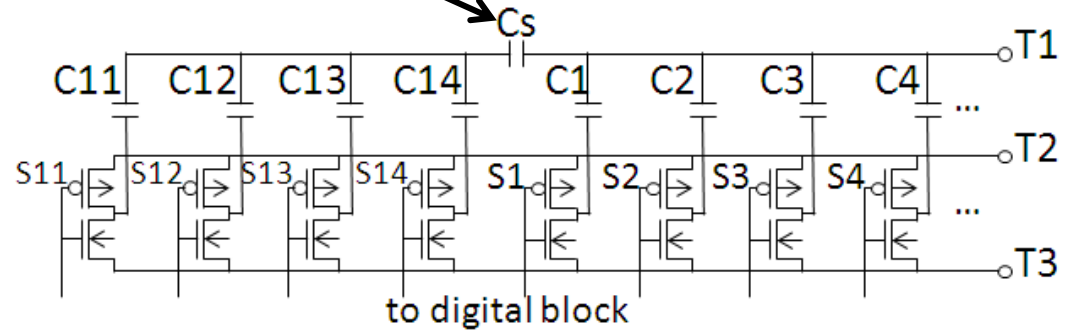 Cs
T1
C11 C12 C13 C14 C1 C2 C3 C4 ...
T2
S11 S12 S13 S14 S1 S2 S3 S4
...
T3
to digital block